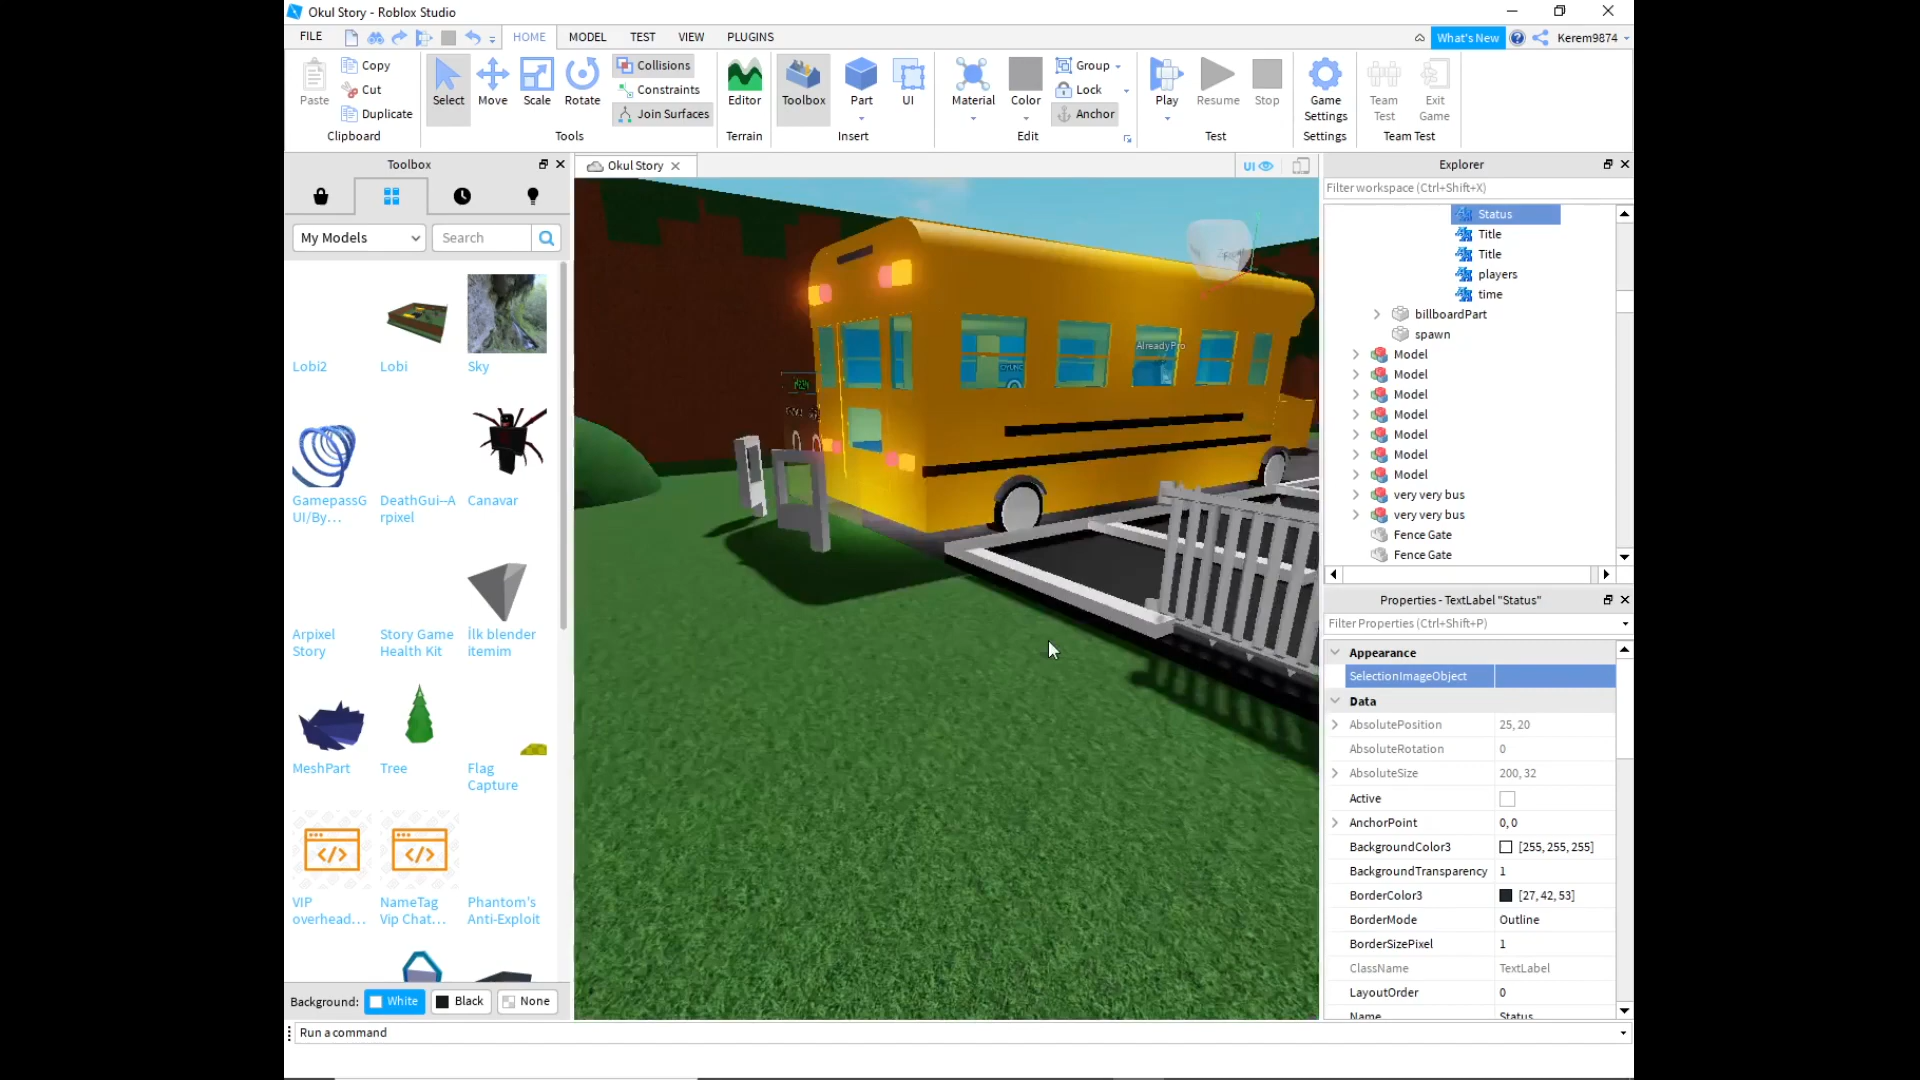 Okul Story - Roblox Studio
FILE
HOME
MODEL
TEST
VIEW
PLUGINS
What's New
Kerem9874
Paste
Copy
Cut
Duplicate
Clipboard
Select
Move
Scale
Rotate
Tools
Collisions
Constraints
Join Surfaces
Editor
Terrain
Toolbox
Part
UI
Insert
Material
Color
Group
Lock
Anchor
Edit
Play
Resume
Stop
Test
Game Settings
Settings
Team Test
Exit Game
Team Test
Toolbox
My Models
Search
Lobi2
Lobi
Sky
GamepassG
UI/By...
DeathGui--A
rpixel
Canavar
Arpixel
Story
Story Game
Health Kit
İlk blender
itemim
MeshPart
Tree
Flag
Capture
VIP
overhead...
NameTag
Vip Chat...
Phantom's
Anti-Exploit
Background:
White
Black
None
Run a command
Okul Story
UI
AlreadyPro
Explorer
Filter workspace (Ctrl+Shift+X)
Status
Title
Title
players
time
billboardPart
spawn
Model
Model
Model
Model
Model
Model
Model
very very bus
very very bus
Fence Gate
Fence Gate
Properties - TextLabel "Status"
Filter Properties (Ctrl+Shift+P)
Appearance
SelectionImageObject
Data
AbsolutePosition 25, 20
AbsoluteRotation 0
AbsoluteSize 200, 32
Active
AnchorPoint 0, 0
BackgroundColor3 [255, 255, 255]
BackgroundTransparency 1
BorderColor3 [27, 42, 53]
BorderMode Outline
BorderSizePixel 1
ClassName TextLabel
LayoutOrder 0
Name Status